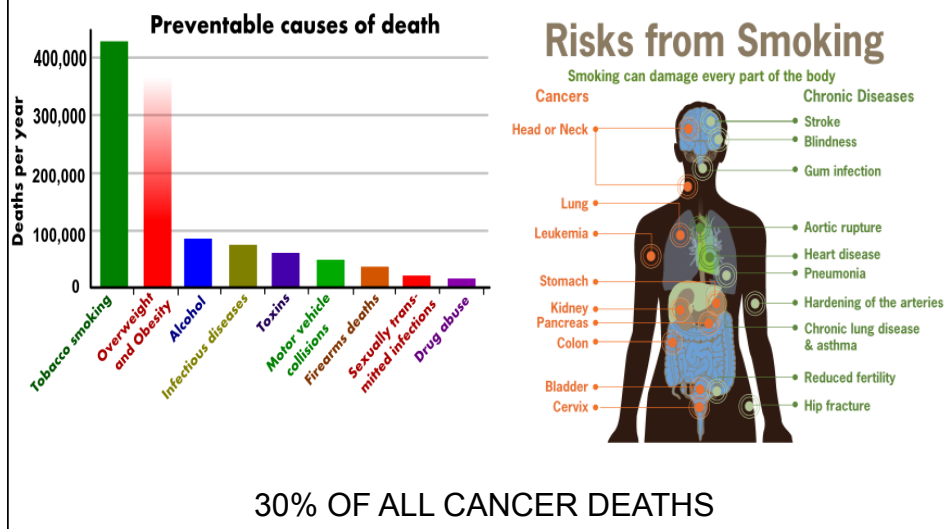 Preventable causes of death
Deaths per year
400,000
300,000
200,000
100,000
0
Tobacco smoking
Overweight
and Obesity
Alcohol
Infectious diseases
Toxins
Motor vehicle
collisions
Firearms deaths
Sexually trans-
mitted infections
Drug abuse
Risks from Smoking
Smoking can damage every part of the body
Cancers
Head or Neck
Lung
Leukemia
Stomach
Kidney
Pancreas
Colon
Bladder
Cervix
Chronic Diseases
Stroke
Blindness
Gum infection
Aortic rupture
Heart disease
Pneumonia
Hardening of the arteries
Chronic lung disease
& asthma
Reduced fertility
Hip fracture
30% OF ALL CANCER DEATHS